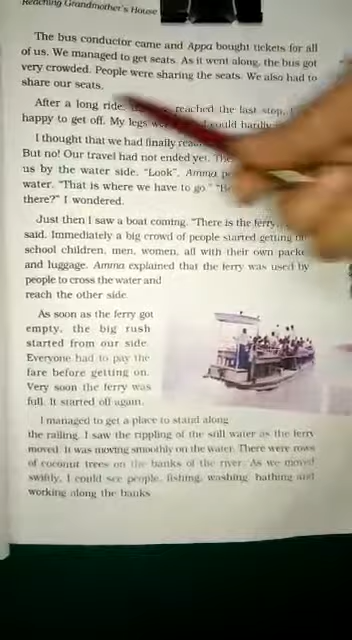 Reaching Grandmother's House
The bus conductor came and Appa bought tickets for all
of us. We managed to get seats. As it went along, the bus got
very crowded. People were sharing the seats. We also had to
share our seats.
After a long ride, reached the last stop.
happy to get off. My legs could hardly
I thought that we had finally
But no! Our travel had not ended yet.
us by the water side. "Look", Amma
water. "That is where we have to go."
there?" I wondered.
Just then I saw a boat coming. "There is the ferry,
said. Immediately a big crowd of people started getting
school children, men, women, all with their own
and luggage. Amma explained that the ferry was used by
people to cross the water and
reach the other side.
As soon as the ferry got
empty, the big rush
started from our side.
Everyone had to pay the
fare before getting on.
Very soon the ferry was
full. It started off again.
I managed to get a place to stand along
the railing. I saw the rippling of the still water as the ferry
moved. It was moving smoothly on the water. There were rows
of coconut trees on the banks of the river. As we moved
swiftly, I could see people, fishing, washing, bathing and
working along the banks